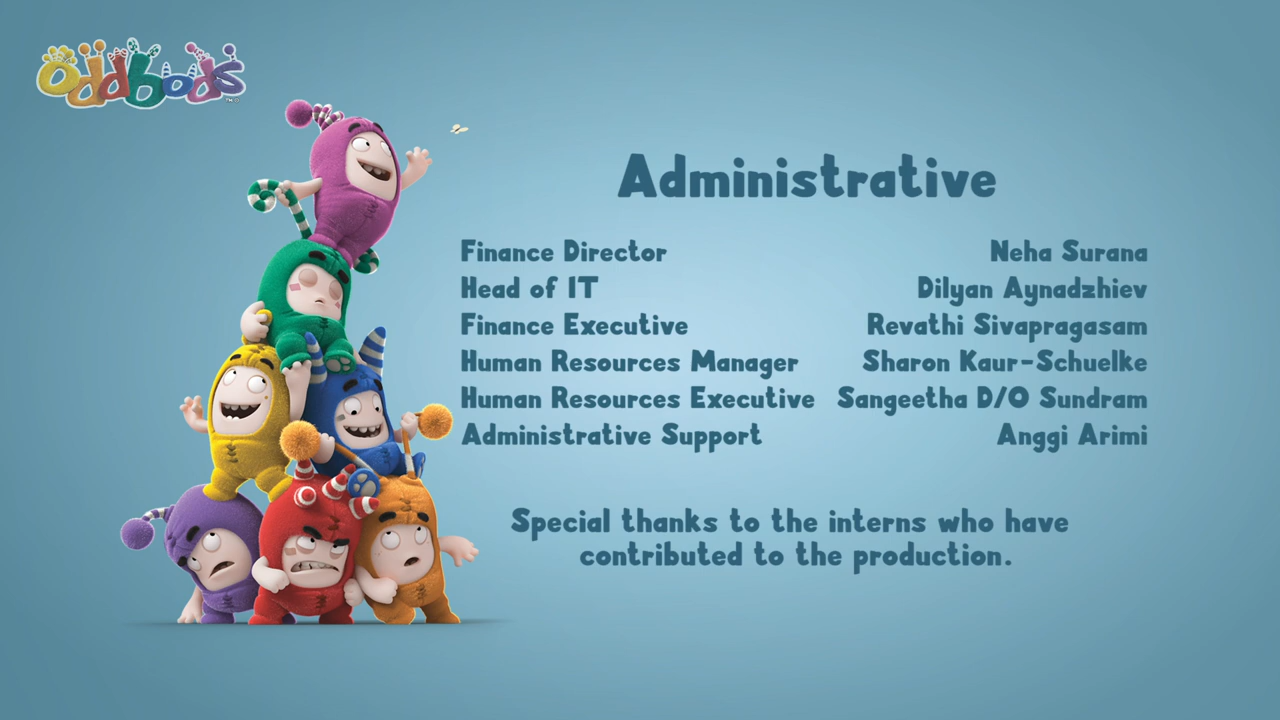 Oddbods
TM
Administrative
Finance Director Neha Surana
Head of IT Dilyan Aynadzhiev
Finance Executive Revathi Sivapragasam
Human Resources Manager Sharon Kaur-Schuelke
Human Resources Executive Sangeetha D/O Sundram
Administrative Support Anggi Arimi
Special thanks to the interns who have
contributed to the production.